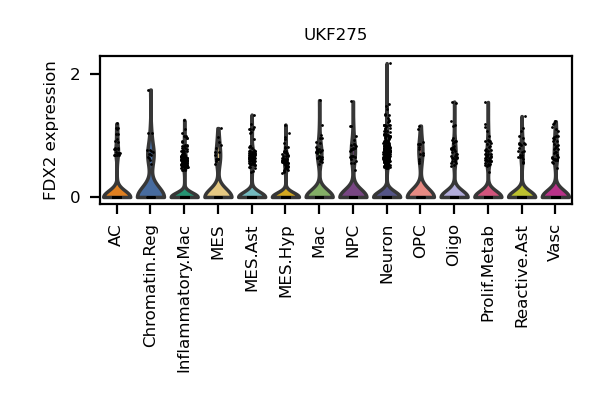 UKF275
FDX2 expression
2
0
AC
Chromatin.Reg
Inflammatory.Mac
MES
MES.Ast
MES.Hyp
Mac
NPC
Neuron
OPC
Oligo
Prolif.Metab
Reactive.Ast
Vasc